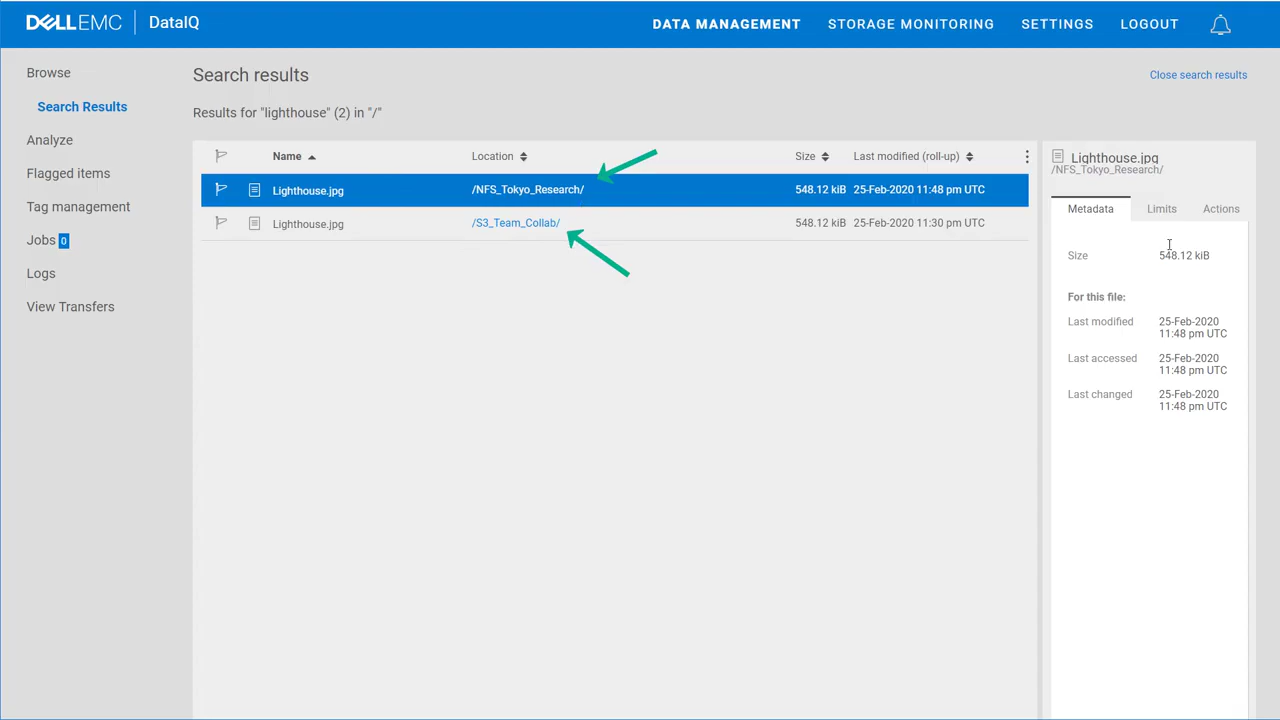 DELLEMC DataIQ
DATA MANAGEMENT STORAGE MONITORING SETTINGS LOGOUT
Browse
Search Results
Analyze
Flagged items
Tag management
Jobs 0
Logs
View Transfers
Search results
Close search results
Results for "lighthouse" (2) in "/"
Name Location Size Last modified (roll-up)
Lighthouse.jpg /NFS_Tokyo_Research/ 548.12 kiB 25-Feb-2020 11:48 pm UTC
Lighthouse.jpg /S3_Team_Collab/ 548.12 kiB 25-Feb-2020 11:30 pm UTC
Lighthouse.jpg
/NFS_Tokyo_Research/
Metadata Limits Actions
Size 548.12 kiB
For this file:
Last modified 25-Feb-2020
11:48 pm UTC
Last accessed 25-Feb-2020
11:48 pm UTC
Last changed 25-Feb-2020
11:48 pm UTC